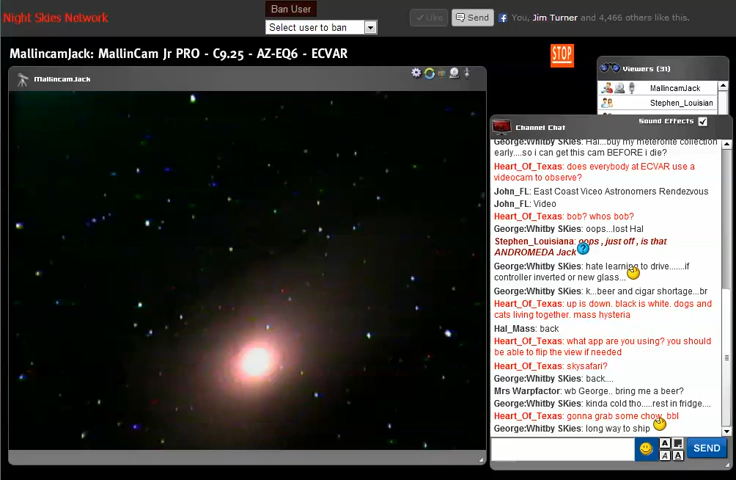 Night Skies Network
Ban User
Select user to ban
Like
Send
You, Jim Turner and 4,466 others like this.
MallincamJack: MallinCam Jr PRO - C9.25 - AZ-EQ6 - ECVAR
STOP
Viewers (31)
MallincamJack
Stephen_Louisian
MallincamJack
Sound Effects
Channel Chat
George:Whitby SKies: Hal...buy my meteorite collection
early....so i can get this cam BEFORE i die?
Heart_Of_Texas: does everybody at ECVAR use a
videocam to observe?
John_FL: East Coast Viceo Astronomers Rendezvous
John_FL: Video
Heart_Of_Texas: bob? whos bob?
George:Whitby SKies: oops...lost Hal
Stephen_Louisiana: oops , just off , is that
ANDROMEDA Jack
George:Whitby SKies: hate learning to drive.......if
controller inverted or new glass...
George:Whitby SKies: k...beer and cigar shortage...br
Heart_Of_Texas: up is down. black is white. dogs and
cats living together. mass hysteria
Hal_Mass: back
Heart_Of_Texas: what app are you using? you should
be able to flip the view if needed
Heart_Of_Texas: skysafari?
George:Whitby SKies: back....
Mrs Warpfactor: wb George.. bring me a beer?
George:Whitby SKies: kinda cold tho.....rest in fridge....
Heart_Of_Texas: gonna grab some chow, bbl
George:Whitby SKies: long way to ship
A
A A
SEND